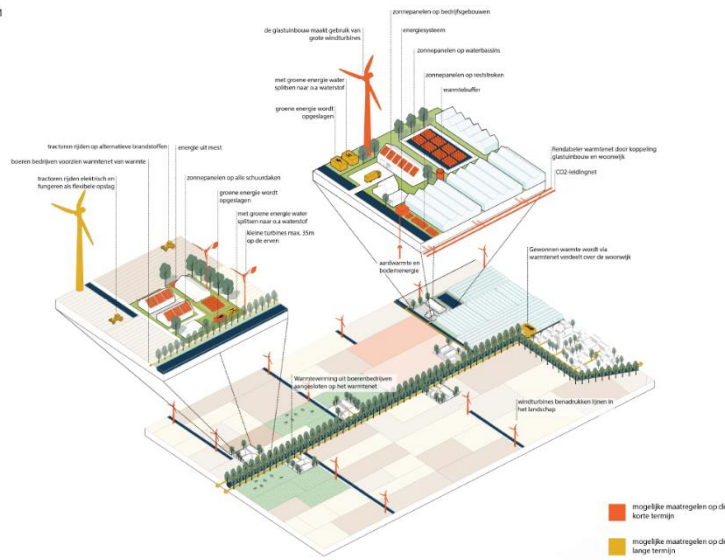 zonnepanelen op bedrijfsgebouwen
de glastuinbouw maakt gebruik van
grote windturbines
energiesysteem
zonnepanelen op waterbassins
met groene energie water
splitsen naar o.a waterstof
zonnepanelen op reststroken
warmtebuffer
groene energie wordt
opgeslagen
tractoren rijden op alternatieve brandstoffen
energie uit mest
boeren bedrijven voorzien warmtenet van warmte
zonnepanelen op alle schuurdaken
tractoren rijden elektrisch en
fungeren als flexibele opslag
groene energie wordt
opgeslagen
met groene energie water
splitsen naar o.a waterstof
kleine turbines max. 35m
op de erven
Rendabeler warmtenet door koppeling
glastuinbouw en woonwijk
CO2-leidingnet
aardwarmte en
bodemenergie
Gewonnen warmte wordt via
warmtenet verdeelt over de woonwijk
Warmtewinning uit boerenbedrijven
aangesloten op het warmtenet
windturbines benadrukken lijnen in
het landschap
mogelijke maatregelen op de
korte termijn
mogelijke maatregelen op de
lange termijn